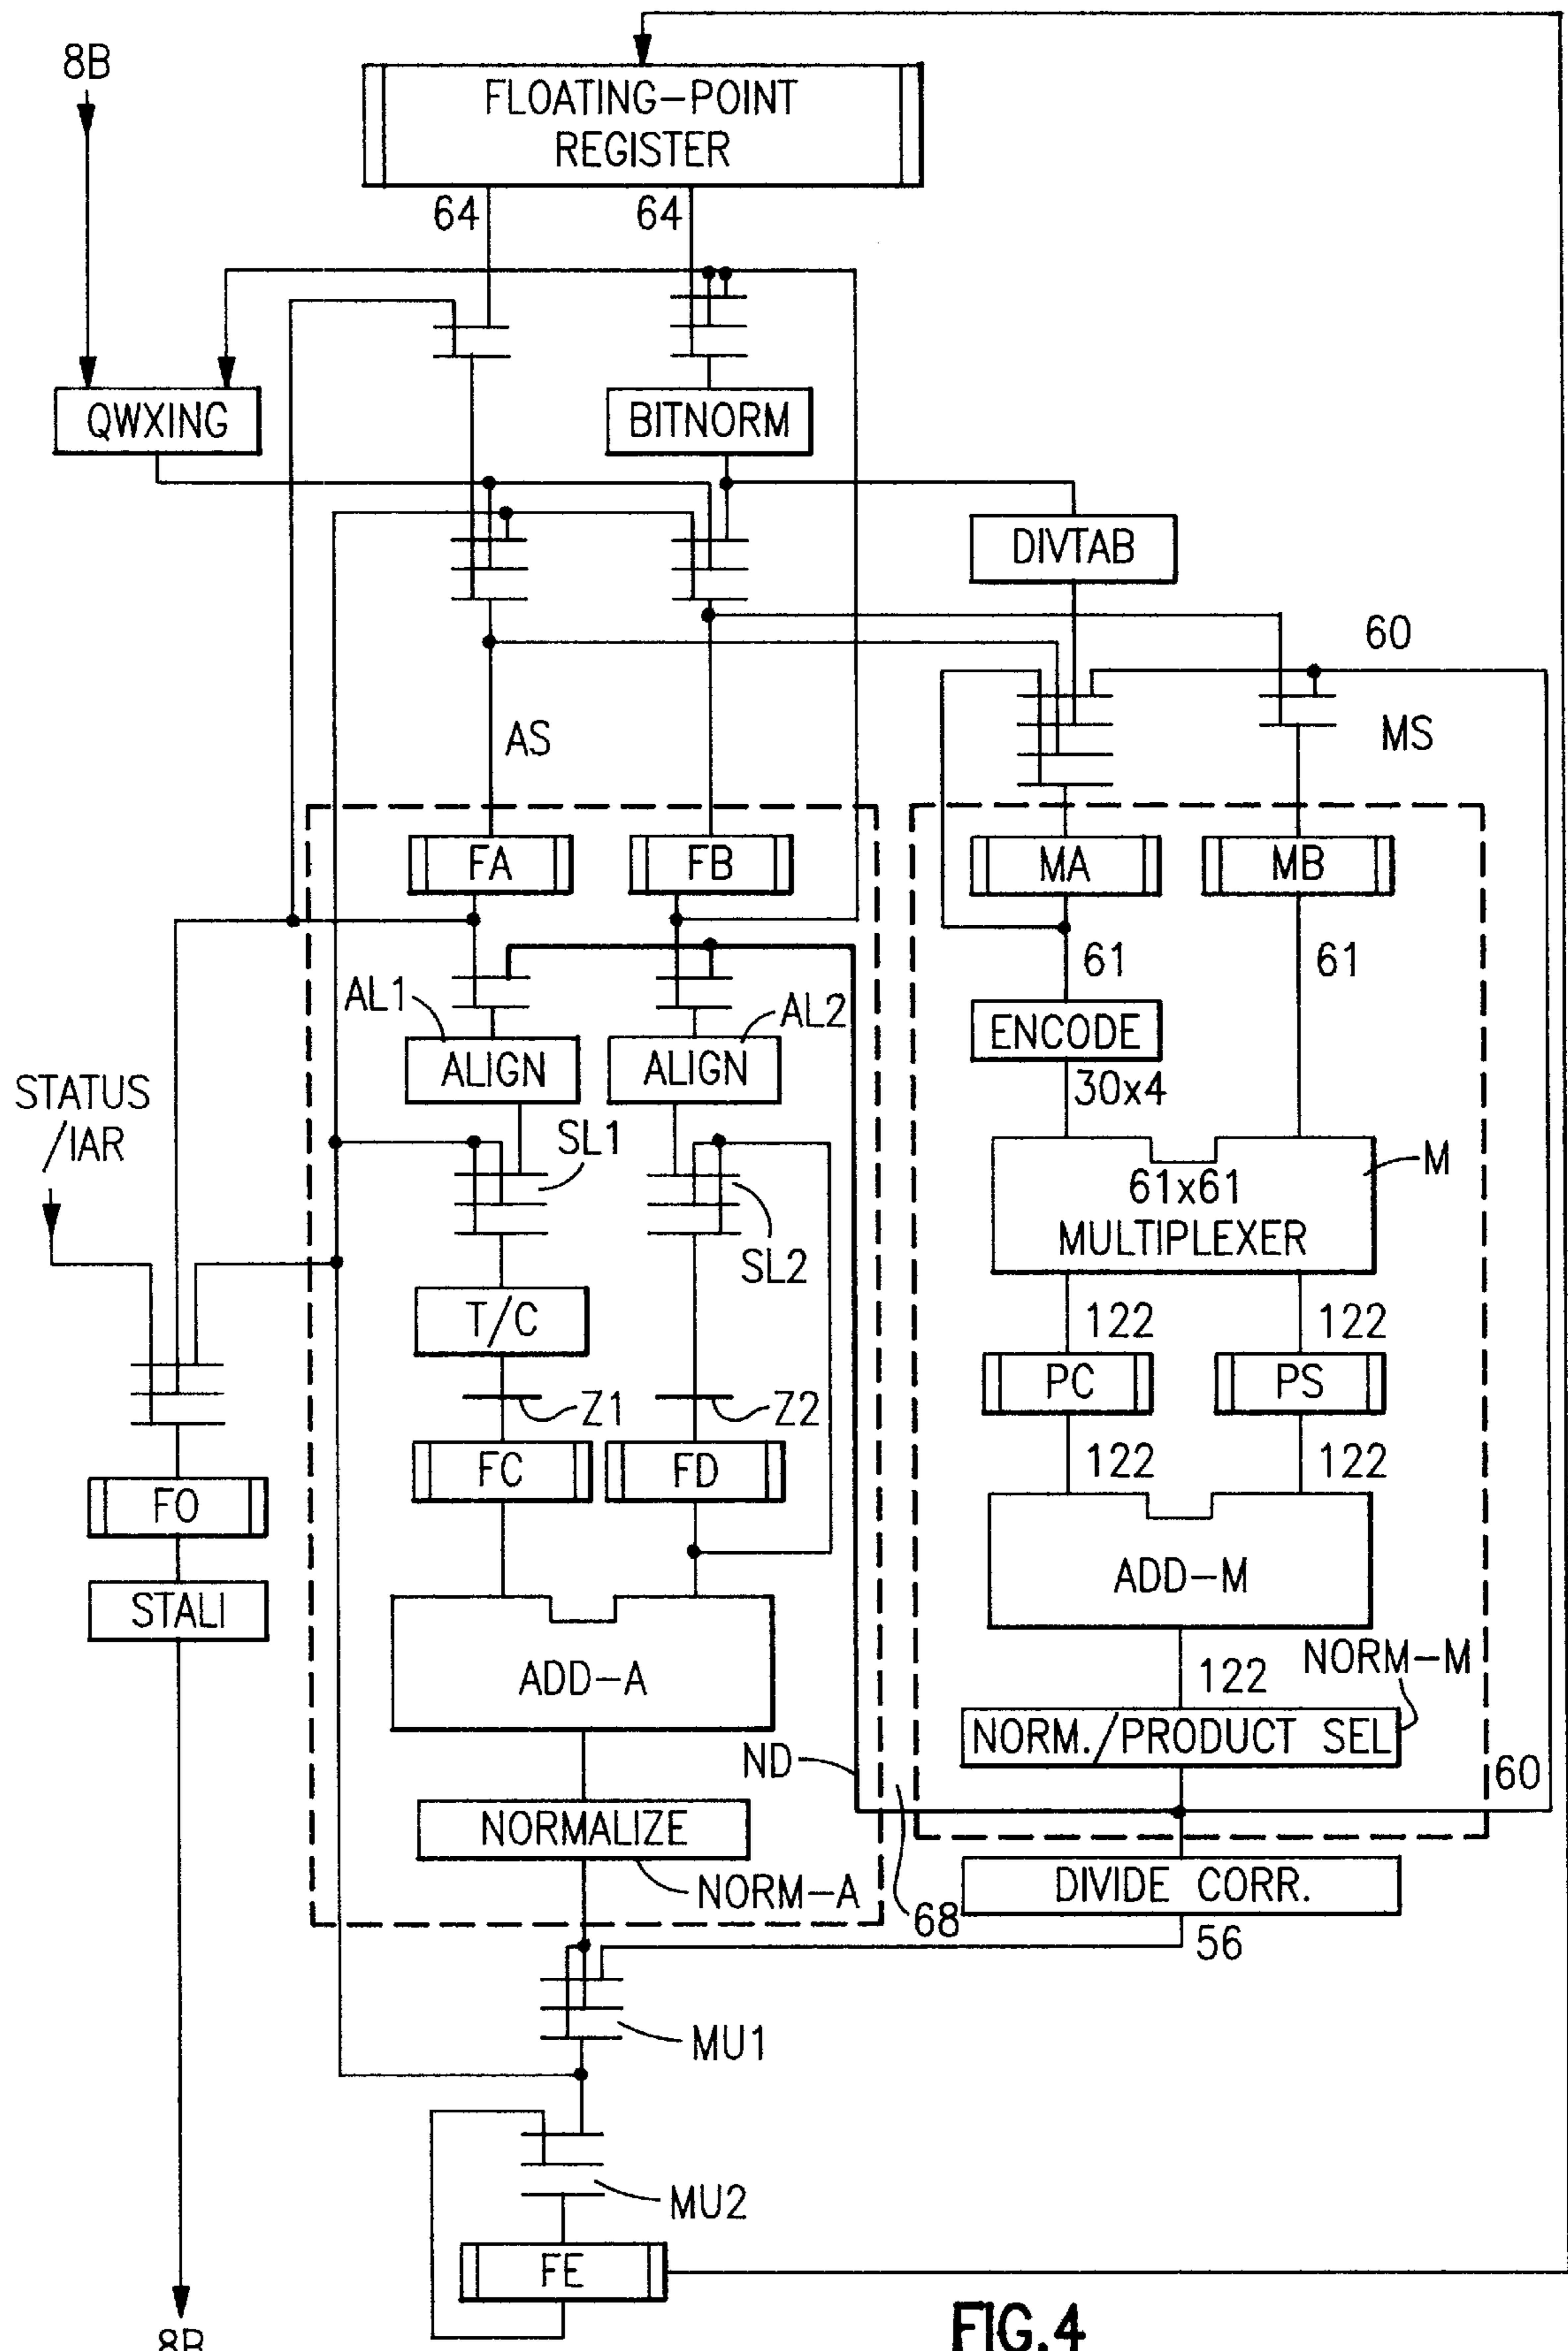 8B
FLOATING-POINT
REGISTER
64
64
QWXING
BITNORM
DIVTAB
60
AS
MS
FA
FB
MA
MB
61
61
AL1
AL2
ENCODE
ALIGN
ALIGN
30x4
STATUS
/IAR
SL1
M
61x61
MULTIPLEXER
SL2
T/C
122
122
PC
PS
Z1
Z2
FC
FD
122
122
FO
ADD-M
STALI
ADD-A
122
NORM-M
NORM./PRODUCT SEL
ND
60
NORMALIZE
NORM-A
DIVIDE CORR.
68
56
MU1
MU2
FE
8B
FIG.4